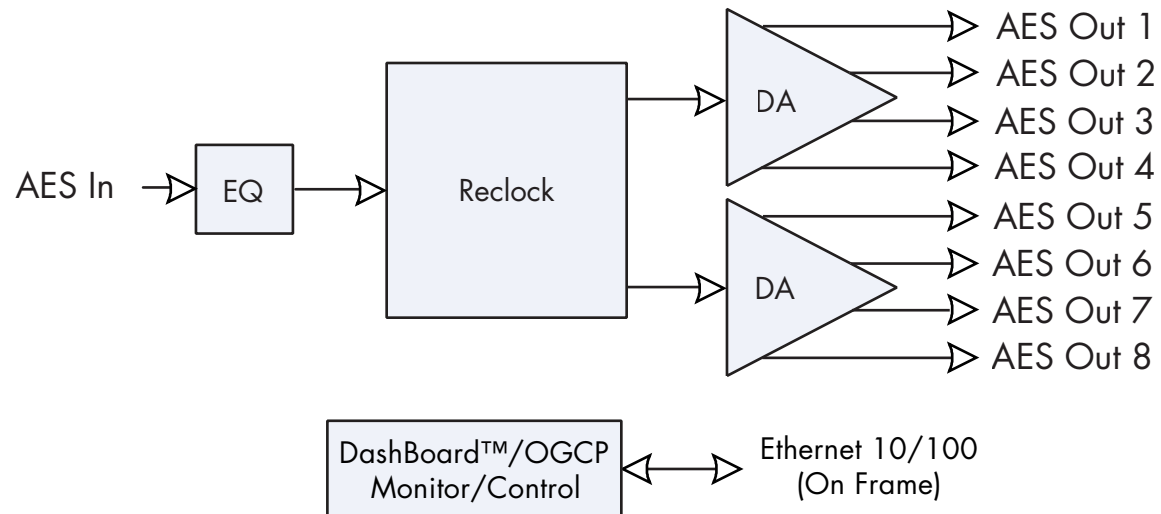 AES In
EQ
Reclock
DA
AES Out 1
AES Out 2
AES Out 3
AES Out 4
DA
AES Out 5
AES Out 6
AES Out 7
AES Out 8
DashBoard™/OGCP
Monitor/Control
Ethernet 10/100
(On Frame)